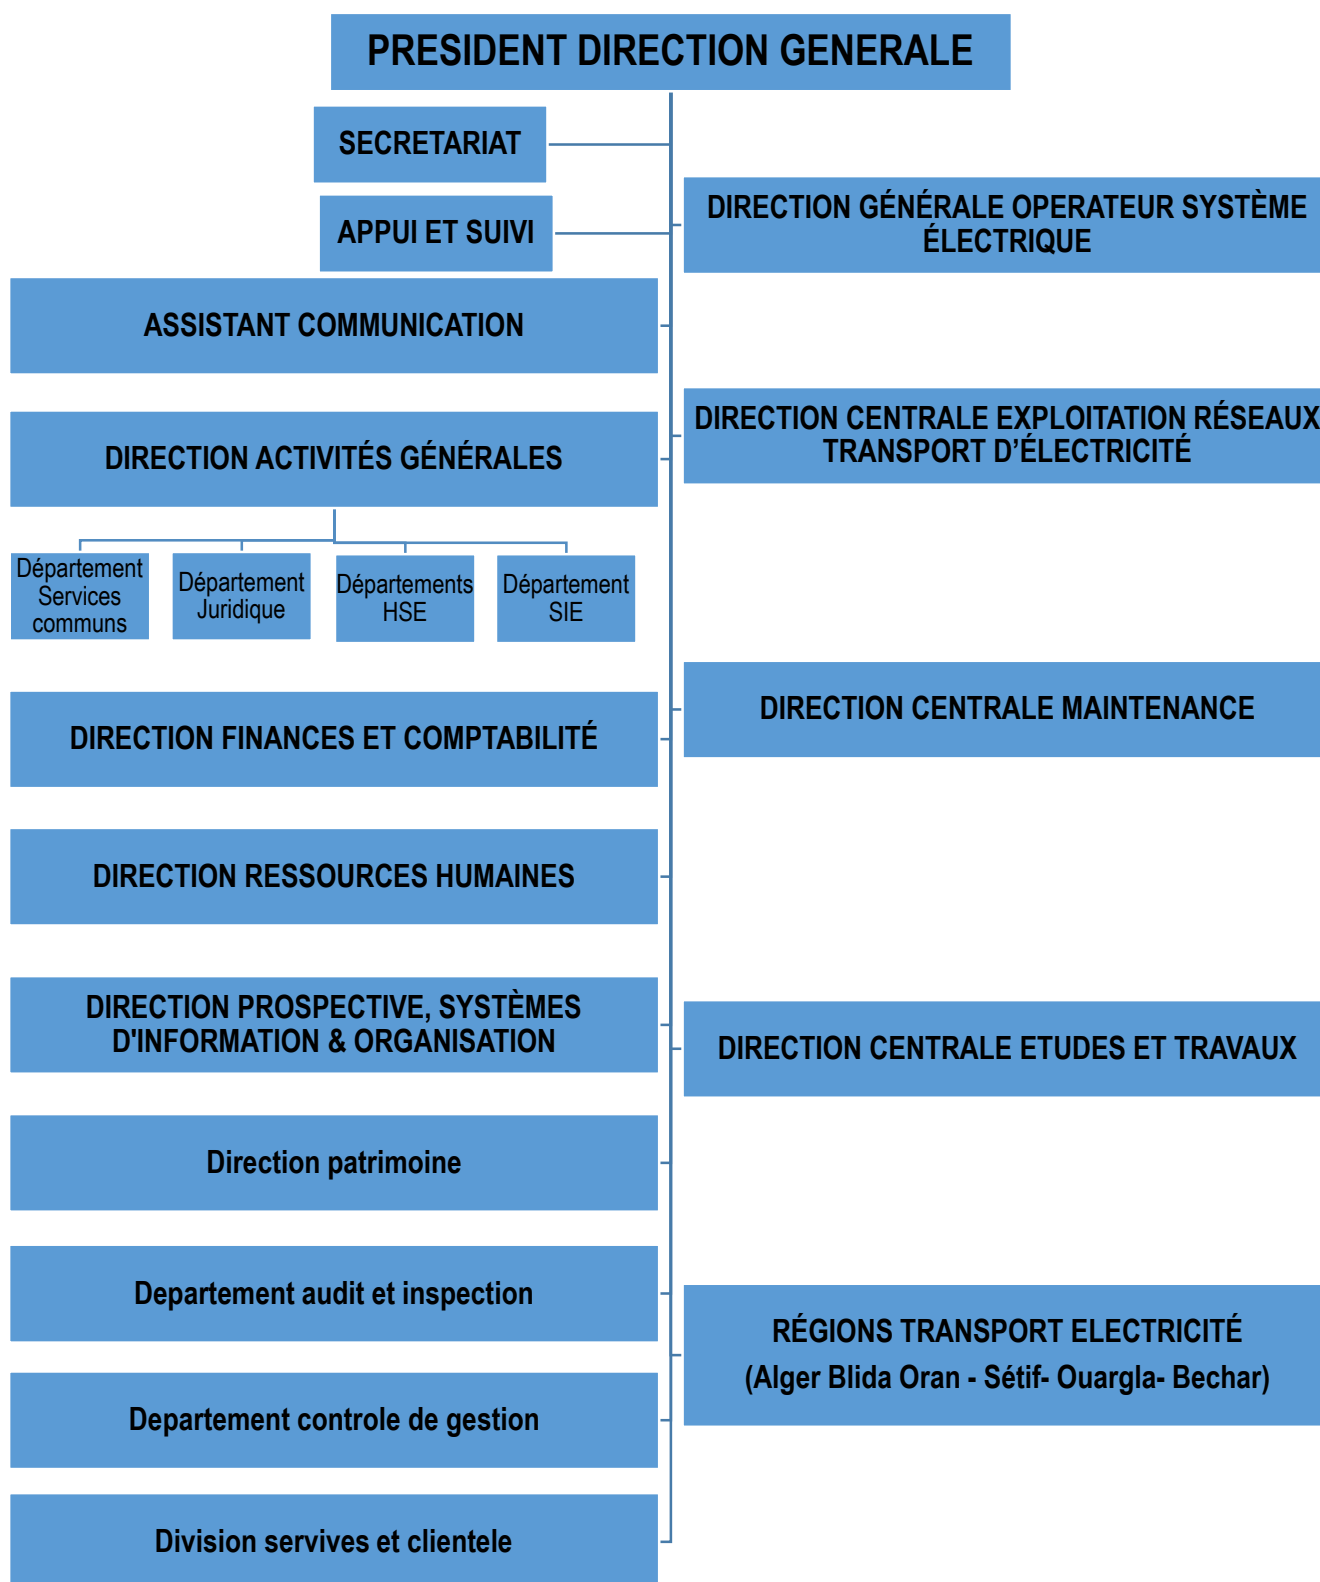 PRESIDENT DIRECTION GENERALE
SECRETARIAT
APPUI ET SUIVI
DIRECTION GÉNÉRALE OPERATEUR SYSTÈME
ÉLECTRIQUE
ASSISTANT COMMUNICATION
DIRECTION CENTRALE EXPLOITATION RÉSEAUX
TRANSPORT D’ÉLECTRICITÉ
DIRECTION ACTIVITÉS GÉNÉRALES
Département
Services
communs
Département
Juridique
Départements
HSE
Département
SIE
DIRECTION FINANCES ET COMPTABILITÉ
DIRECTION CENTRALE MAINTENANCE
DIRECTION RESSOURCES HUMAINES
DIRECTION PROSPECTIVE, SYSTÈMES
D'INFORMATION & ORGANISATION
DIRECTION CENTRALE ETUDES ET TRAVAUX
Direction patrimoine
Departement audit et inspection
RÉGIONS TRANSPORT ELECTRICITÉ
(Alger Blida Oran - Sétif- Ouargla- Bechar)
Departement controle de gestion
Division servives et clientele